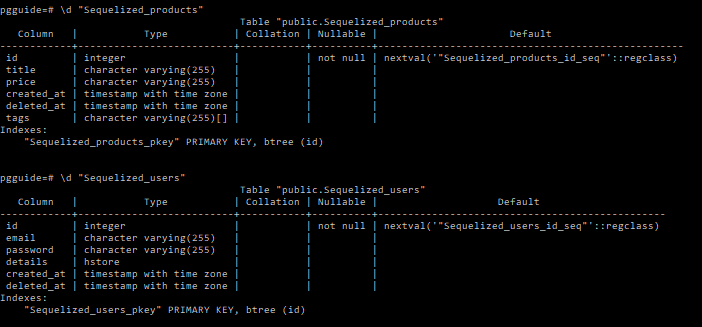 pgguide=# \d "Sequelized_products"
                                  Table "public.Sequelized_products"
   Column   |           Type           | Collation | Nullable |                      Default
------------+--------------------------+-----------+----------+---------------------------------------------------
 id         | integer                  |           | not null | nextval('"Sequelized_products_id_seq"'::regclass)
 title      | character varying(255)   |           |          |
 price      | character varying(255)   |           |          |
 created_at | timestamp with time zone |           |          |
 deleted_at | timestamp with time zone |           |          |
 tags       | character varying(255)[] |           |          |
Indexes:
    "Sequelized_products_pkey" PRIMARY KEY, btree (id)
pgguide=# \d "Sequelized_users"
                                  Table "public.Sequelized_users"
   Column   |           Type           | Collation | Nullable |                    Default
------------+--------------------------+-----------+----------+------------------------------------------------
 id         | integer                  |           | not null | nextval('"Sequelized_users_id_seq"'::regclass)
 email      | character varying(255)   |           |          |
 password   | character varying(255)   |           |          |
 details    | hstore                   |           |          |
 created_at | timestamp with time zone |           |          |
 deleted_at | timestamp with time zone |           |          |
Indexes:
    "Sequelized_users_pkey" PRIMARY KEY, btree (id)